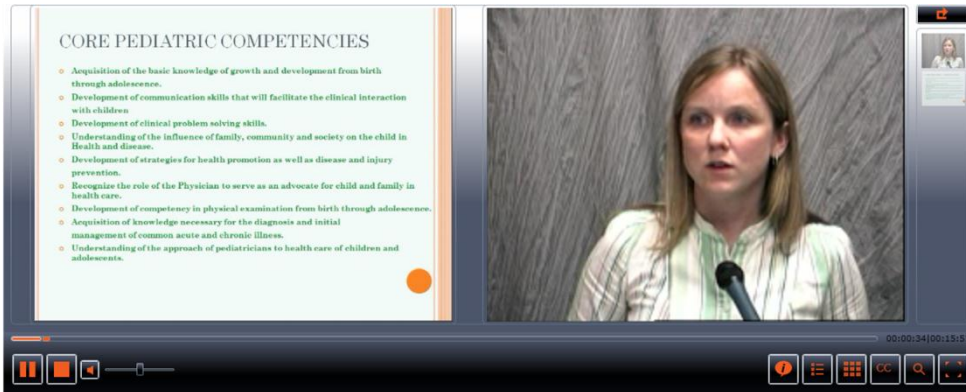 CORE PEDIATRIC COMPETENCIES
Acquisition of the basic knowledge of growth and development from birth
through adolescence.
Development of communication skills that will facilitate the clinical interaction
with children
Development of clinical problem solving skills.
Understanding of the influence of family, community and society on the child in
Health and disease.
Development of strategies for health promotion as well as disease and injury
prevention.
Recognize the role of the Physician to serve as an advocate for child and family in
health care.
Development of competency in physical examination from birth through adolescence.
Acquisition of knowledge necessary for the diagnosis and initial
management of common acute and chronic illness.
Understanding of the approach of pediatricians to health care of children and
adolescents.
00:00:34|00:15:5
CC